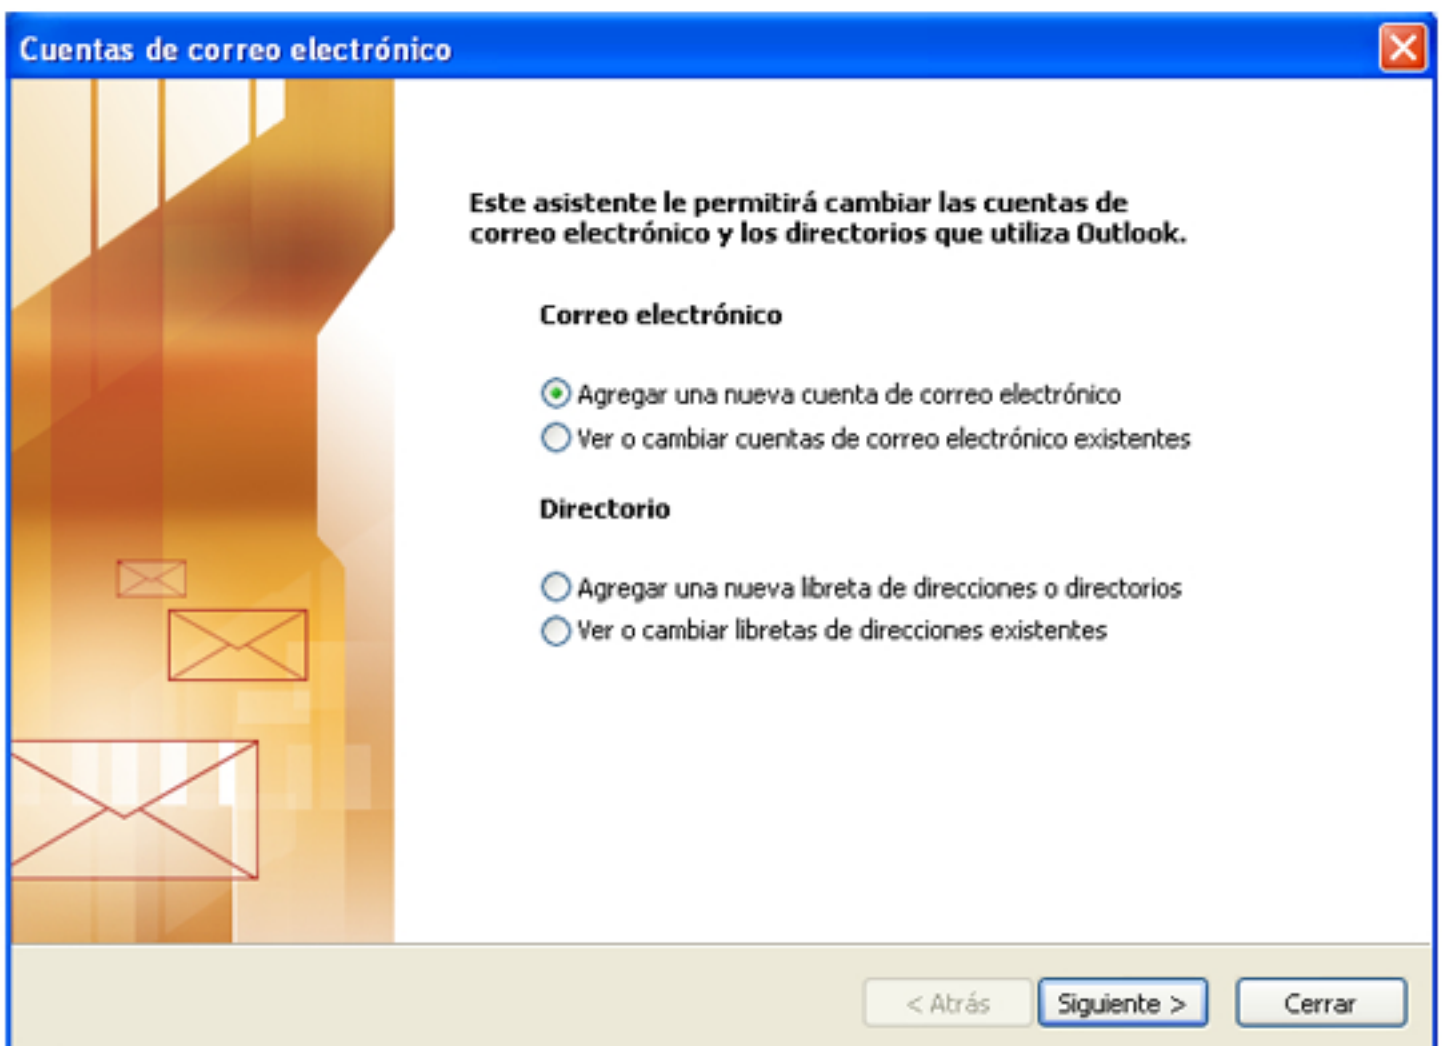 Cuentas de correo electrónico
Este asistente le permitirá cambiar las cuentas de
correo electrónico y los directorios que utiliza Outlook.
Correo electrónico
Agregar una nueva cuenta de correo electrónico
Ver o cambiar cuentas de correo electrónico existentes
Directorio
Agregar una nueva libreta de direcciones o directorios
Ver o cambiar libretas de direcciones existentes
< Atrás
Siguiente >
Cerrar